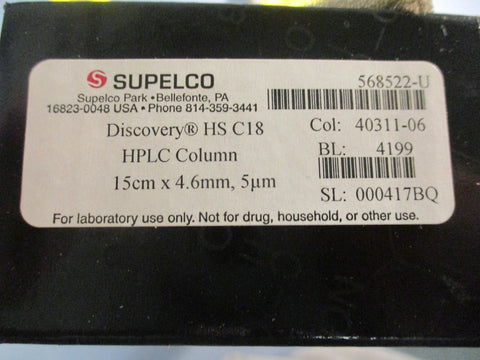 SUPELCO
Supelco Park •Bellefonte, PA
16823-0048 USA • Phone 814-359-3441
Discovery® HS C18
HPLC Column
15cm x 4.6mm, 5µm
568522-U
Col: 40311-06
BL: 4199
SL: 000417BQ
For laboratory use only. Not for drug, household, or other use.